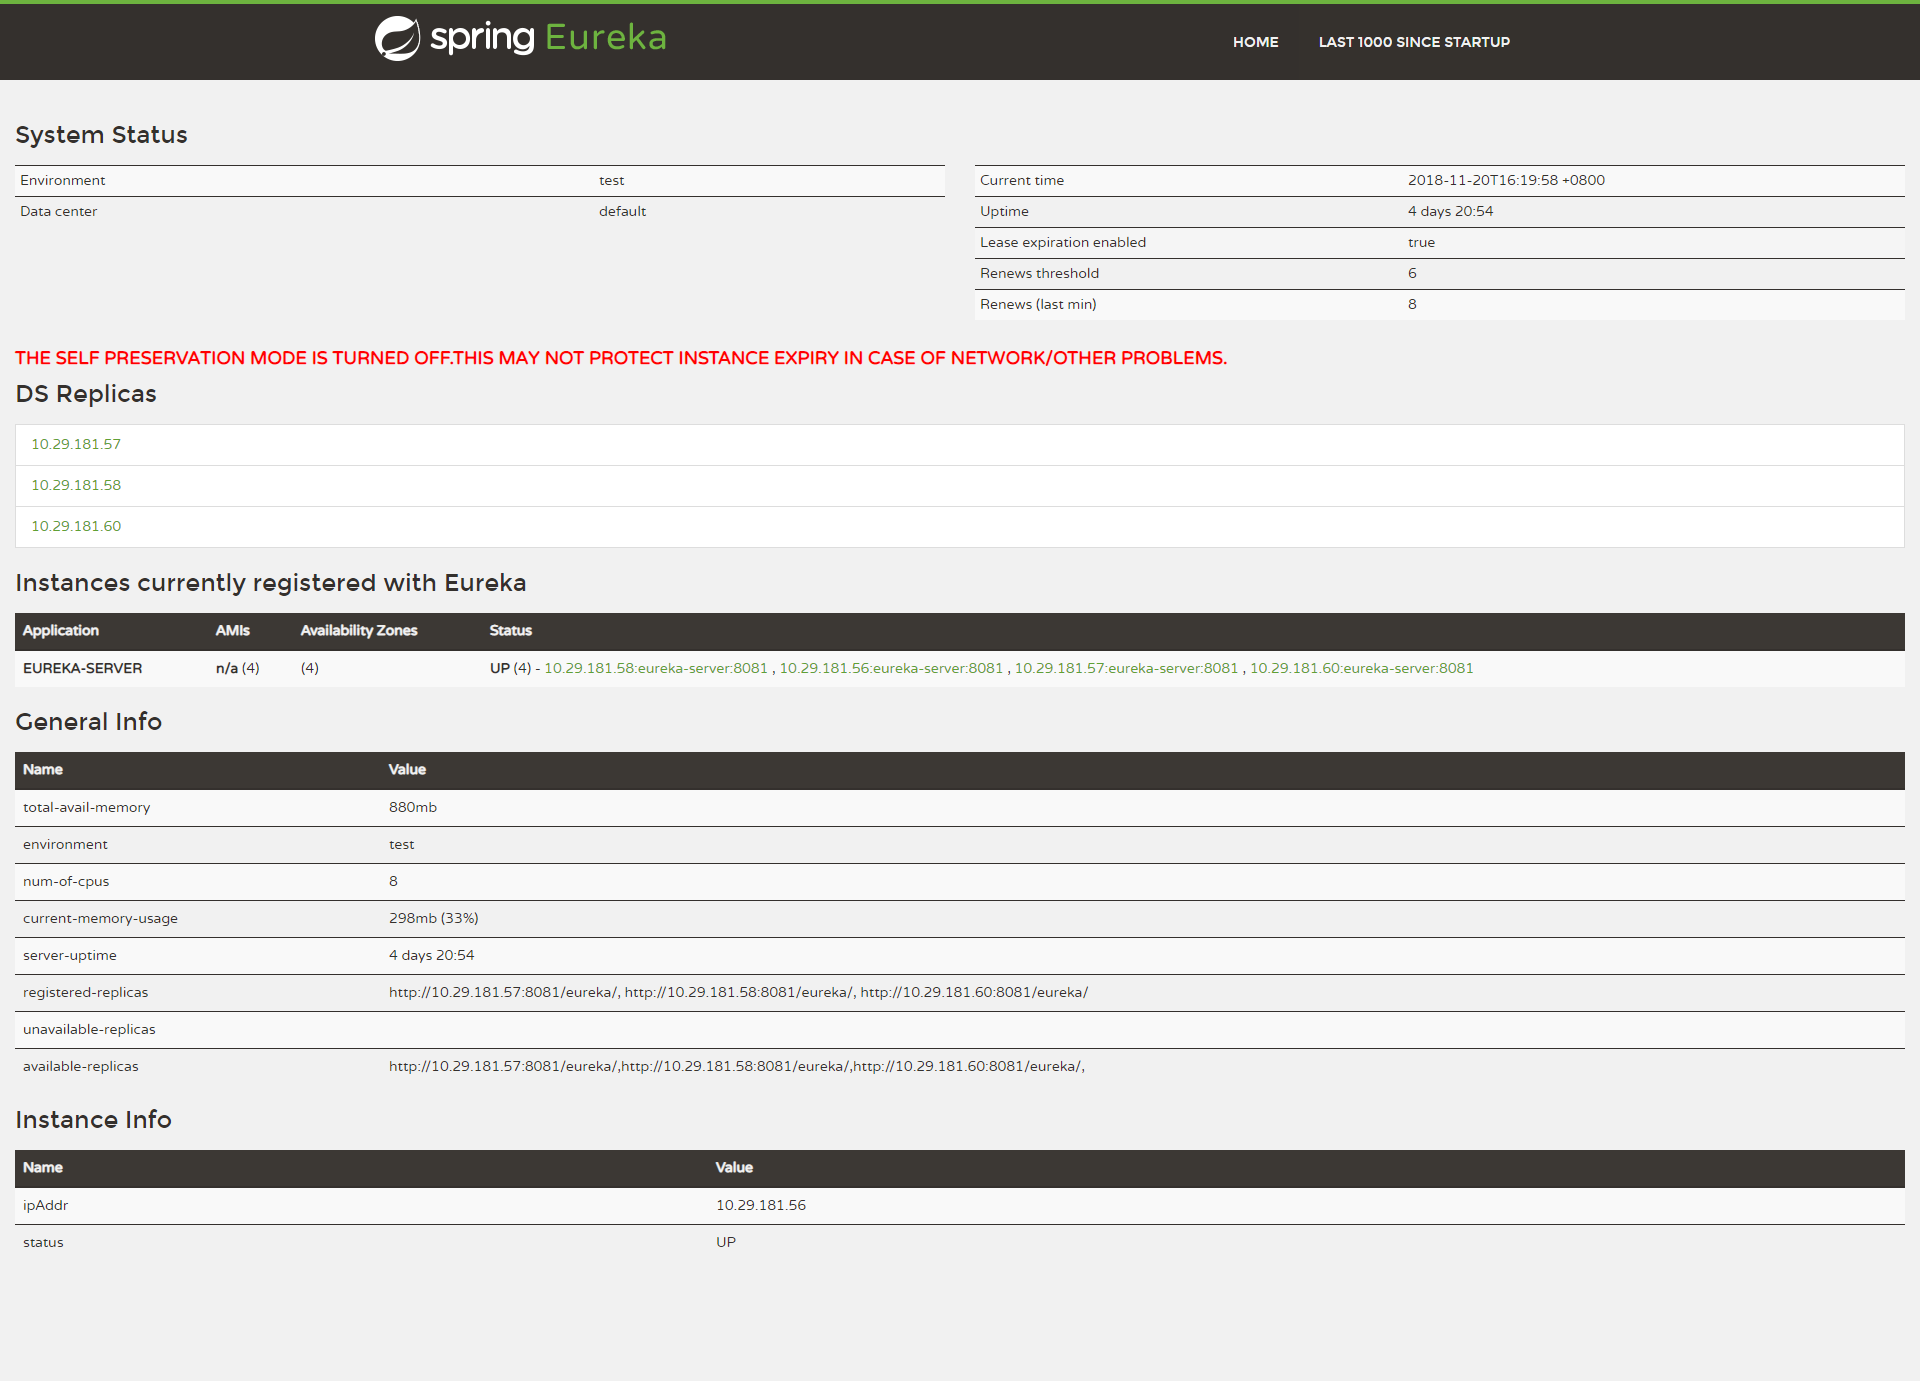 spring Eureka
HOME LAST 1000 SINCE STARTUP
System Status
Environment test
Data center default
Current time 2018-11-20T16:19:58 +0800
Uptime 4 days 20:54
Lease expiration enabled true
Renews threshold 6
Renews (last min) 8
THE SELF PRESERVATION MODE IS TURNED OFF.THIS MAY NOT PROTECT INSTANCE EXPIRY IN CASE OF NETWORK/OTHER PROBLEMS.
DS Replicas
10.29.181.57
10.29.181.58
10.29.181.60
Instances currently registered with Eureka
Application AMIs Availability Zones Status
EUREKA-SERVER n/a (4) (4) UP (4) - 10.29.181.58:eureka-server:8081 , 10.29.181.56:eureka-server:8081 , 10.29.181.57:eureka-server:8081 , 10.29.181.60:eureka-server:8081
General Info
Name Value
total-avail-memory 880mb
environment test
num-of-cpus 8
current-memory-usage 298mb (33%)
server-uptime 4 days 20:54
registered-replicas http://10.29.181.57:8081/eureka/, http://10.29.181.58:8081/eureka/, http://10.29.181.60:8081/eureka/
unavailable-replicas
available-replicas http://10.29.181.57:8081/eureka/,http://10.29.181.58:8081/eureka/,http://10.29.181.60:8081/eureka/,
Instance Info
Name Value
ipAddr 10.29.181.56
status UP